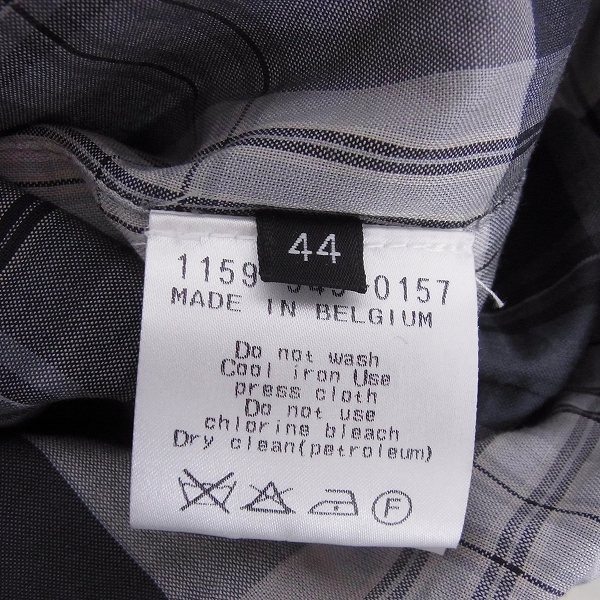 44
1159 0157
MADE IN BELGIUM
Do not wash
Cool iron Use
press cloth
Do not use
chlorine bleach
Dry clean(petroleum)
F